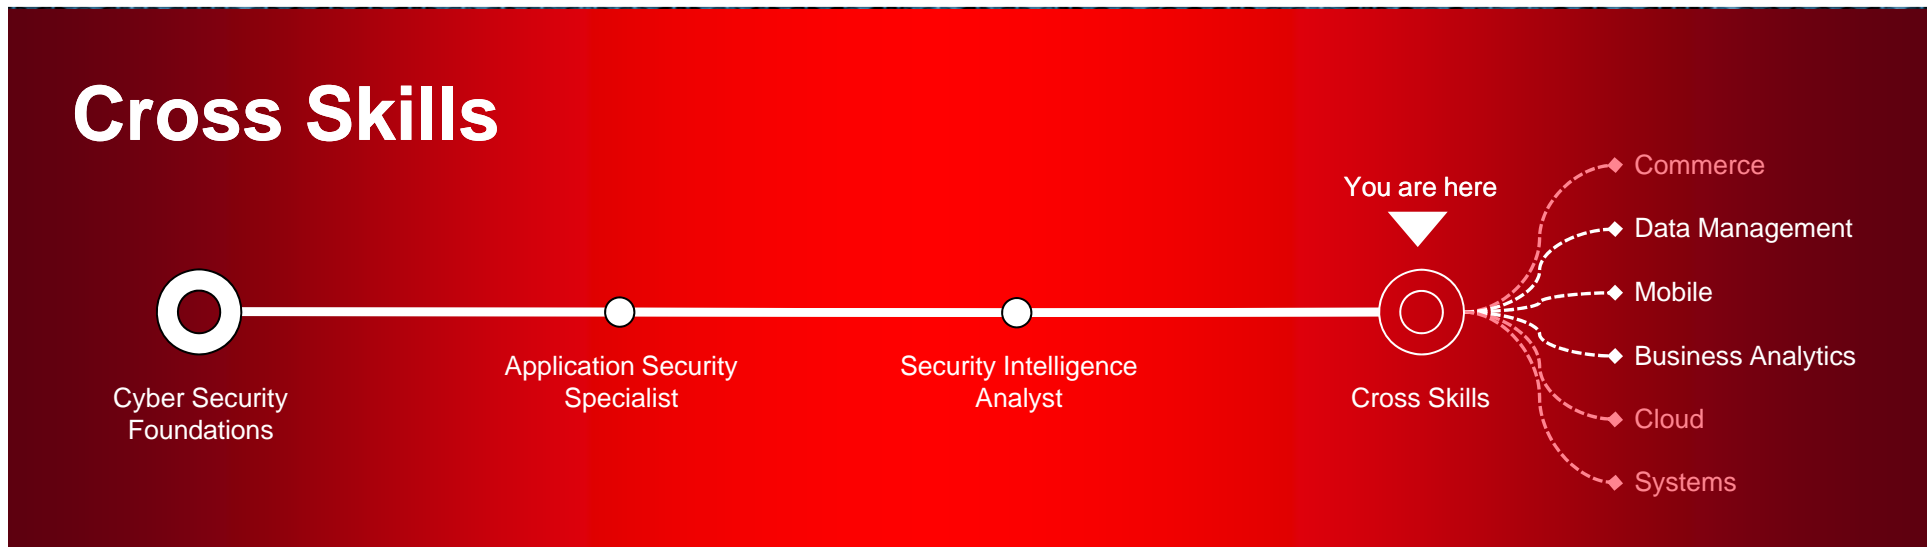 Cross Skills
You are here
Commerce
Data Management
Mobile
Business Analytics
Cloud
Systems
Cyber Security
Foundations
Application Security
Specialist
Security Intelligence
Analyst
Cross Skills